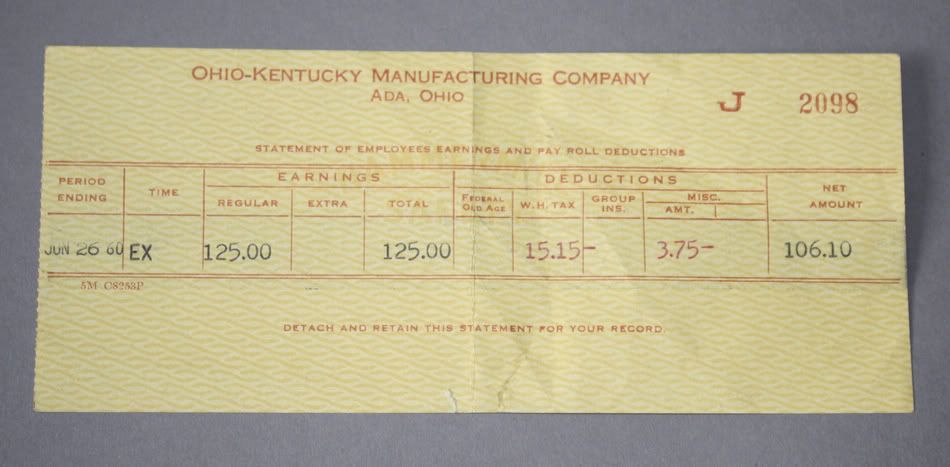 OHIO-KENTUCKY MANUFACTURING COMPANY
ADA, OHIO
J 2098
STATEMENT OF EMPLOYEES EARNINGS AND PAY ROLL DEDUCTIONS
PERIOD ENDING TIME EARNINGS DEDUCTIONS NET AMOUNT
REGULAR EXTRA TOTAL FEDERAL OLD AGE W.H. TAX GROUP INS. MISC.
AMT.
JUN 26 60 EX 125.00 125.00 15.15- 3.75- 106.10
5M C8253P
DETACH AND RETAIN THIS STATEMENT FOR YOUR RECORD.